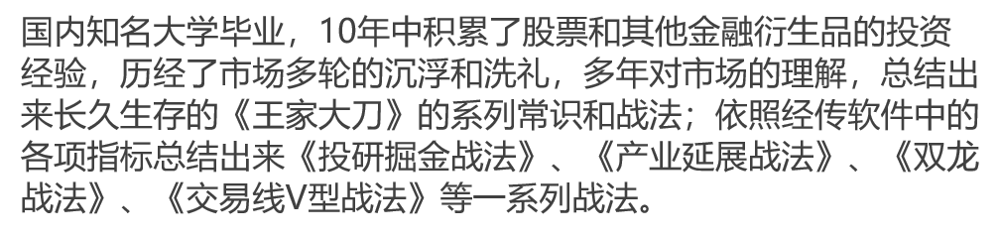 国内知名大学毕业，10年中积累了股票和其他金融衍生品的投资
经验，历经了市场多轮的沉浮和洗礼，多年对市场的理解，总结出
来长久生存的《王家大刀》的系列常识和战法；依照经传软件中的
各项指标总结出来《投研掘金战法》、《产业延展战法》、《双龙
战法》、《交易线V型战法》等一系列战法。